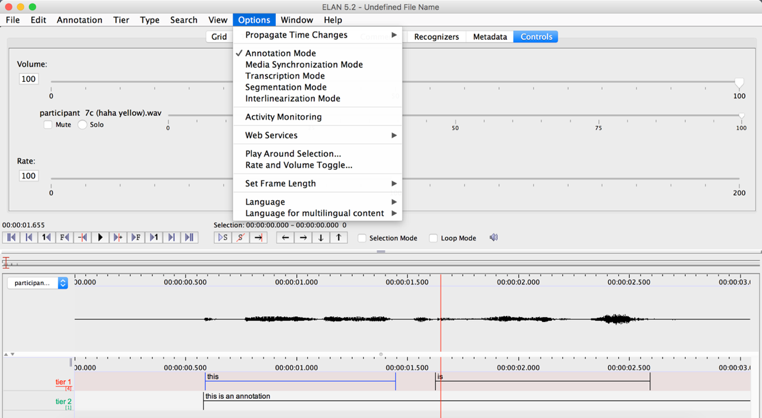 ELAN 5.2 - Undefined File Name
File Edit Annotation Tier Type Search View Options Window Help
Grid Recognizers Metadata Controls
Propagate Time Changes
✓ Annotation Mode
Media Synchronization Mode
Transcription Mode
Segmentation Mode
Interlinearization Mode
Activity Monitoring
Web Services
Play Around Selection...
Rate and Volume Toggle...
Set Frame Length
Language
Language for multilingual content
Volume:
100
0 100
participant 7c (haha yellow).wav
Mute Solo
0 50 75 100
Rate:
100
0 200
00:00:01.655
Selection: 00:00:00.000 - 00:00:00.000 0
Selection Mode Loop Mode
participan...
00.000 00:00:00.500 00:00:01.000 00:00:01.500 00:00:02.000 00:00:02.500 00:00:03.0
00.000 00:00:00.500 00:00:01.000 00:00:01.500 00:00:02.000 00:00:02.500 00:00:03.0
this is
tier 1
[4]
this is an annotation
tier 2
[1]